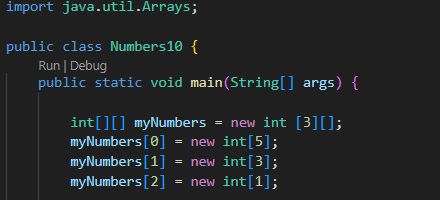 import java.util.Arrays;
public class Numbers10 {
Run | Debug
public static void main(String[] args) {
int[][] myNumbers = new int [3][];
myNumbers[0] = new int[5];
myNumbers[1] = new int[3];
myNumbers[2] = new int[1];